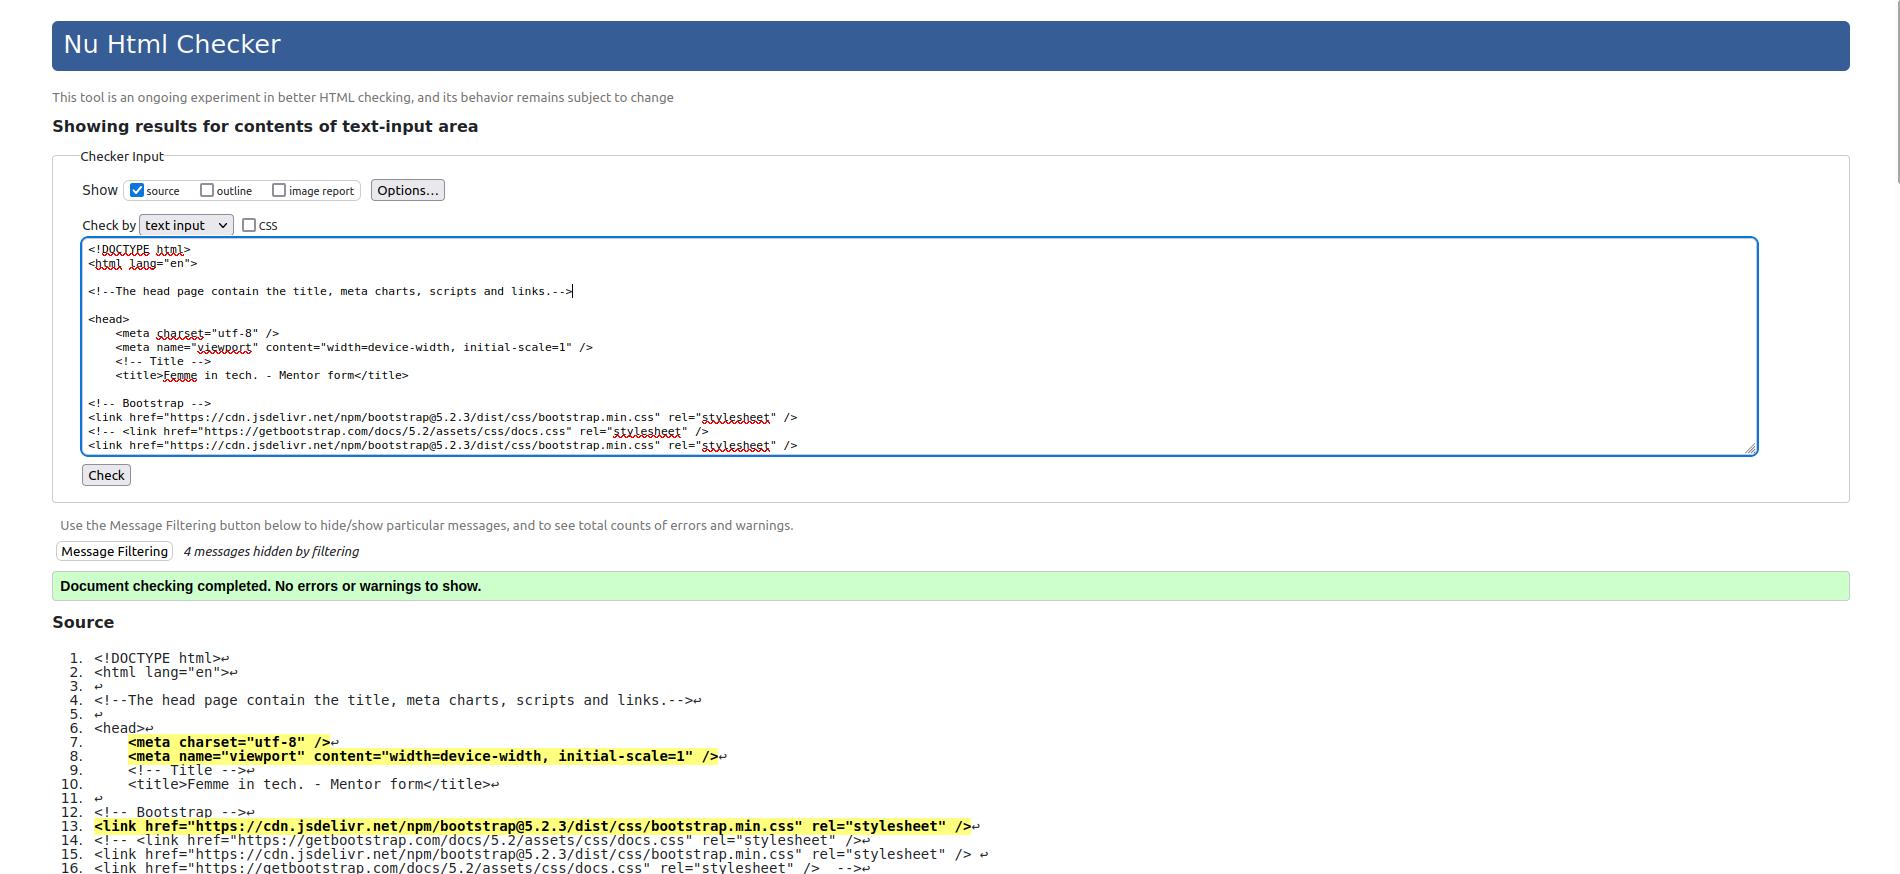 Nu Html Checker
This tool is an ongoing experiment in better HTML checking, and its behavior remains subject to change
Showing results for contents of text-input area
Checker Input
Show source outline image report Options...
Check by text input CSS
<!DOCTYPE html>
<html lang="en">
<!--The head page contain the title, meta charts, scripts and links.-->
<head>
    <meta charset="utf-8" />
    <meta name="viewport" content="width=device-width, initial-scale=1" />
    <!-- Title -->
    <title>Femme in tech. - Mentor form</title>
<!-- Bootstrap -->
<link href="https://cdn.jsdelivr.net/npm/bootstrap@5.2.3/dist/css/bootstrap.min.css" rel="stylesheet" />
<!-- <link href="https://getbootstrap.com/docs/5.2/assets/css/docs.css" rel="stylesheet" />
<link href="https://cdn.jsdelivr.net/npm/bootstrap@5.2.3/dist/css/bootstrap.min.css" rel="stylesheet" />
Check
Use the Message Filtering button below to hide/show particular messages, and to see total counts of errors and warnings.
Message Filtering 4 messages hidden by filtering
Document checking completed. No errors or warnings to show.
Source
1. <!DOCTYPE html>↩
2. <html lang="en">↩
3. ↩
4. <!--The head page contain the title, meta charts, scripts and links.-->↩
5. ↩
6. <head>↩
7.     <meta charset="utf-8" />↩
8.     <meta name="viewport" content="width=device-width, initial-scale=1" />↩
9.     <!-- Title -->↩
10.     <title>Femme in tech. - Mentor form</title>↩
11. ↩
12. <!-- Bootstrap -->↩
13. <link href="https://cdn.jsdelivr.net/npm/bootstrap@5.2.3/dist/css/bootstrap.min.css" rel="stylesheet" />↩
14. <!-- <link href="https://getbootstrap.com/docs/5.2/assets/css/docs.css" rel="stylesheet" />↩
15. <link href="https://cdn.jsdelivr.net/npm/bootstrap@5.2.3/dist/css/bootstrap.min.css" rel="stylesheet" /> ↩
16. <link href="https://getbootstrap.com/docs/5.2/assets/css/docs.css" rel="stylesheet" />  -->↩